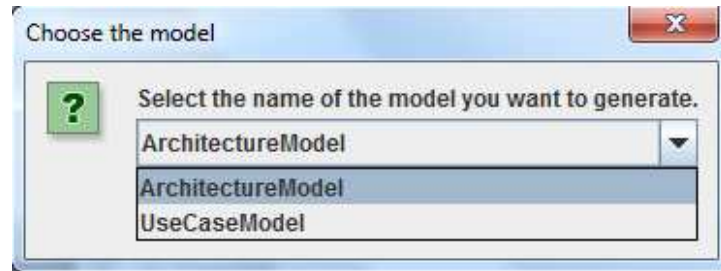 Choose the model
Select the name of the model you want to generate.
ArchitectureModel
ArchitectureModel
UseCaseModel